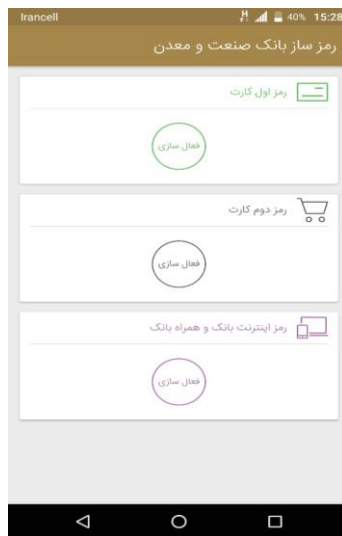 Irancell H 40% 15:28
رمز ساز بانک صنعت و معدن
رمز اول کارت
فعال سازی
رمز دوم کارت
فعال سازی
رمز اینترنت بانک و همراه بانک
فعال سازی